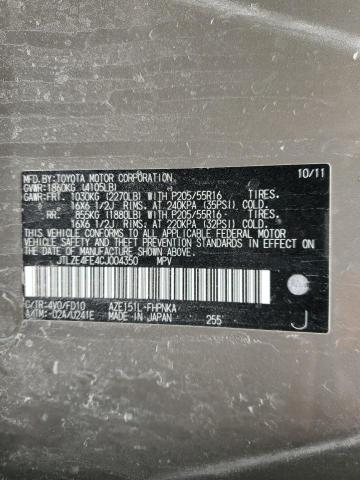 MFD. BY: TOYOTA MOTOR CORPORATION 10/11
GVWR: 1860KG (4105LB)
GAWR: FRT. 1030KG (2270LB) WITH P205/55R16 TIRES.
16X6 1/2J RIMS. AT 240KPA (35PSI) COLD.
RR. 855KG (1880LB) WITH P205/55R16 TIRES.
16X6 1/2J RIMS. AT 220KPA (32PSI) COLD.
THIS VEHICLE CONFORMS TO ALL APPLICABLE FEDERAL MOTOR
VEHICLE SAFETY AND THEFT PREVENTION STANDARDS IN EFFECT
ON THE DATE OF MANUFACTURE SHOWN ABOVE.
JTLZE4FE4CJ004350 MPV
C/TR: 4V0/FD10 AZE151L-FHPNKA
A/TM: -02A/U241E MADE IN JAPAN 255 J